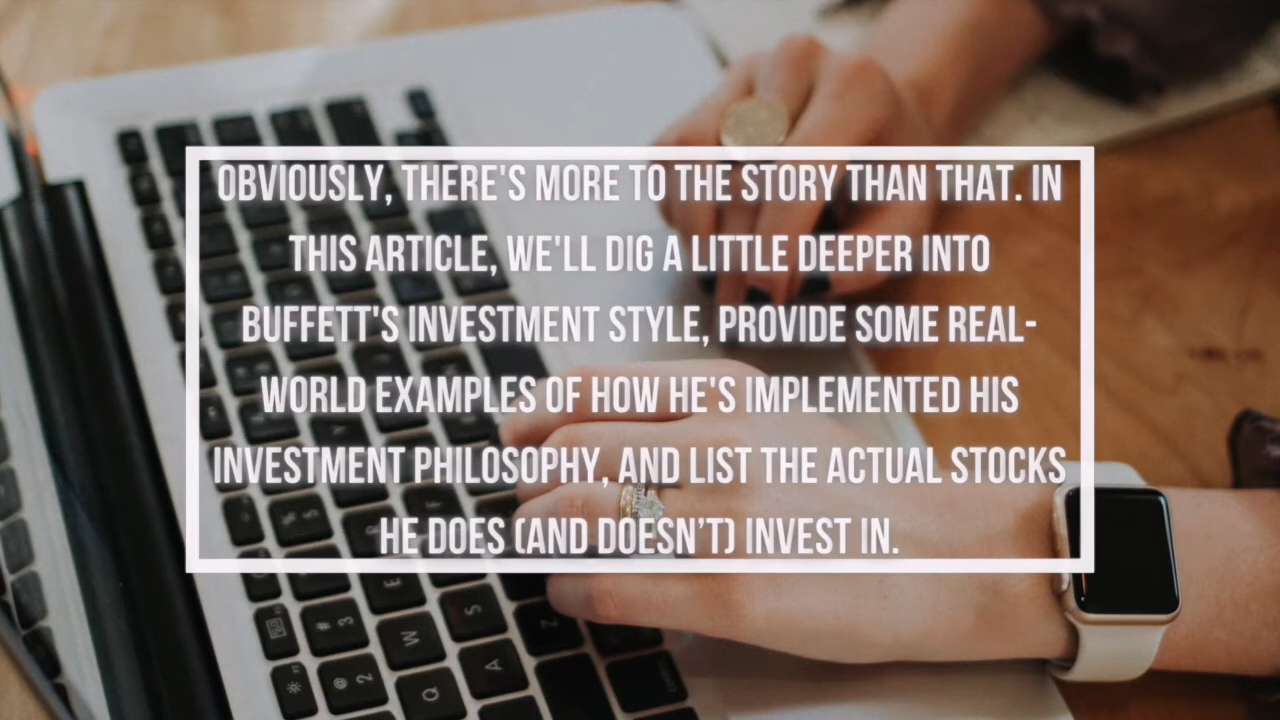 OBVIOUSLY, THERE'S MORE TO THE STORY THAN THAT. IN
THIS ARTICLE, WE'LL DIG A LITTLE DEEPER INTO
BUFFETT'S INVESTMENT STYLE, PROVIDE SOME REAL-
WORLD EXAMPLES OF HOW HE'S IMPLEMENTED HIS
INVESTMENT PHILOSOPHY, AND LIST THE ACTUAL STOCKS
HE DOES (AND DOESN’T) INVEST IN.